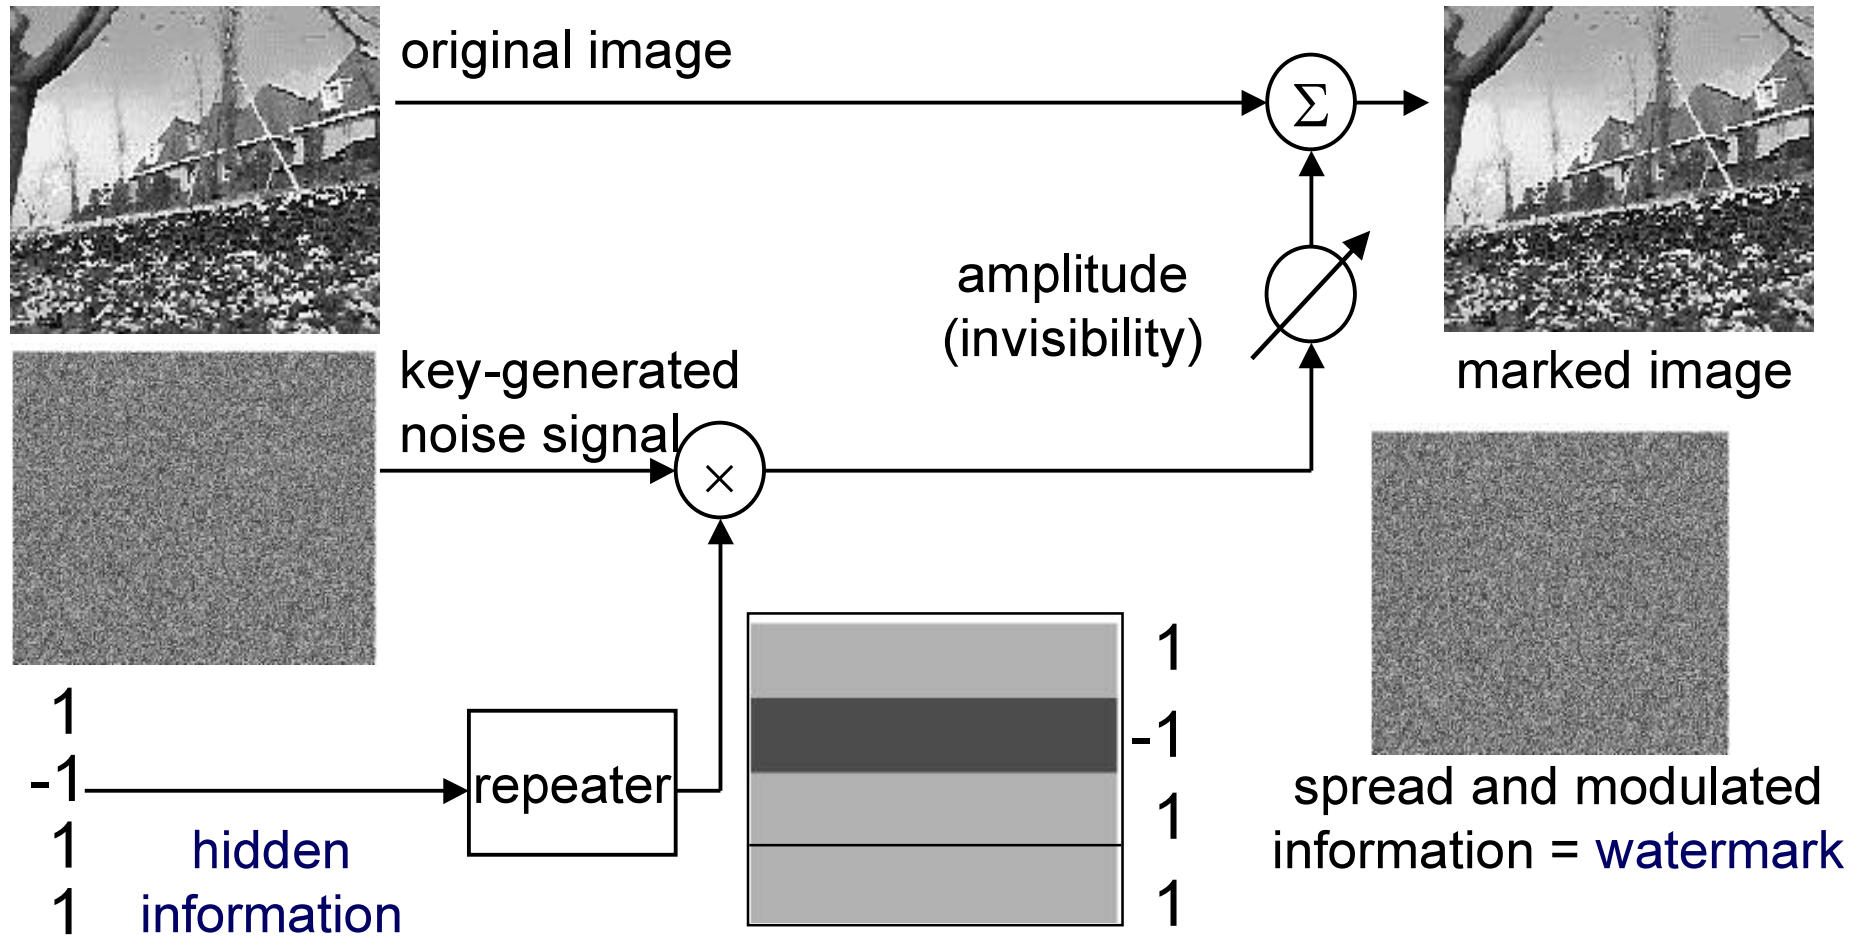 original image
Σ
amplitude
(invisibility)
marked image
key-generated
noise signal
×
1
-1
1
1
hidden
information
repeater
1
-1
1
1
spread and modulated
information = watermark